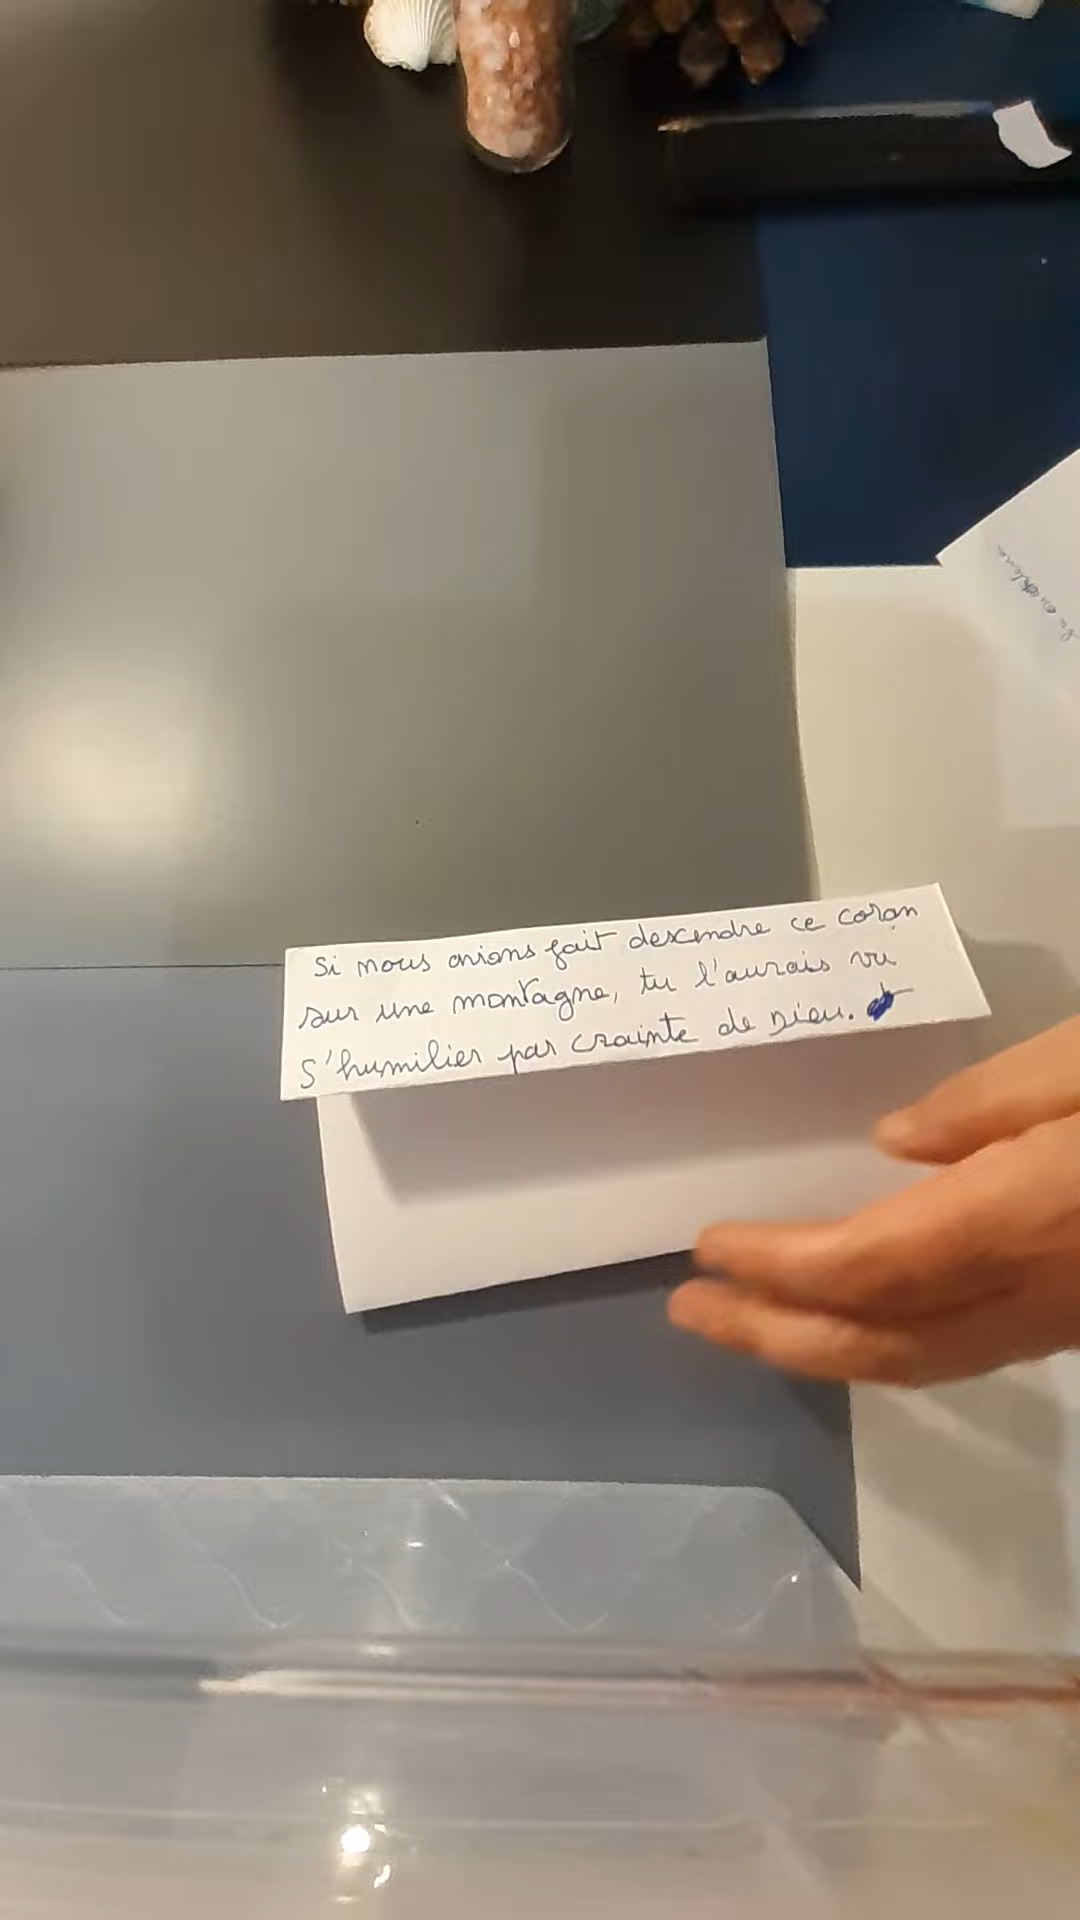 Si nous avions fait descendre ce coran
sur une montagne, tu l'aurais vu
s'humilier par crainte de Dieu.